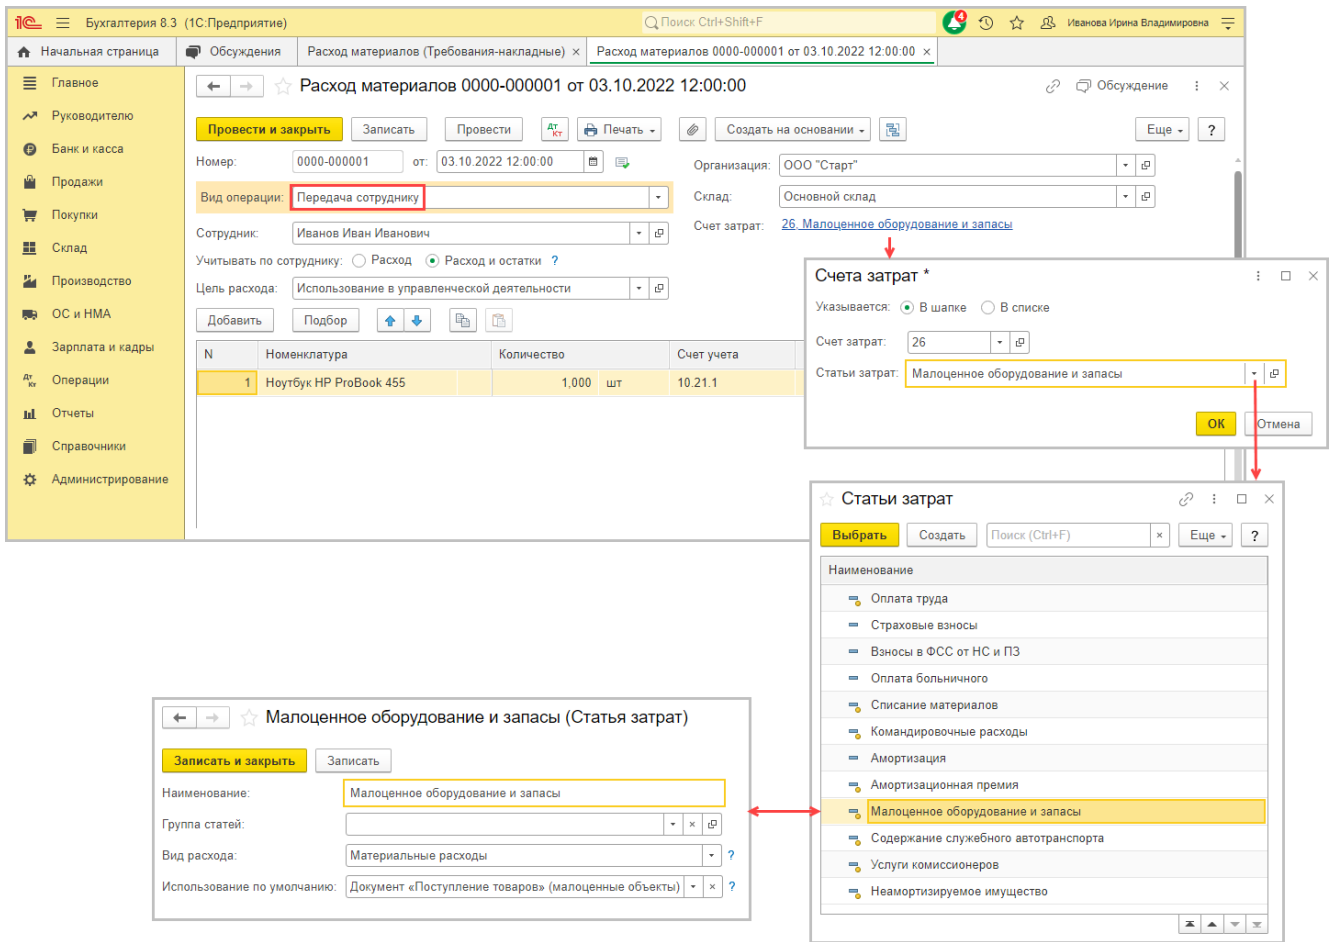 1С Бухгалтерия 8.3 (1С:Предприятие) Поиск Ctrl+Shift+F 4 Иванова Ирина Владимировна
Начальная страница Обсуждения Расход материалов (Требования-накладные) × Расход материалов 0000-000001 от 03.10.2022 12:00:00 ×
Главное
Руководителю
Банк и касса
Продажи
Покупки
Склад
Производство
ОС и НМА
Зарплата и кадры
Операции
Отчеты
Справочники
Администрирование
Расход материалов 0000-000001 от 03.10.2022 12:00:00 Обсуждение
Провести и закрыть Записать Провести Дт Кт Печать Создать на основании Еще ?
Номер: 0000-000001 от: 03.10.2022 12:00:00 Организация: ООО "Старт"
Вид операции: Передача сотруднику Склад: Основной склад
Сотрудник: Иванов Иван Иванович Счет затрат: 26, Малоценное оборудование и запасы
Учитывать по сотруднику: Расход Расход и остатки ?
Цель расхода: Использование в управленческой деятельности
Добавить Подбор
N Номенклатура Количество Счет учета
1 Ноутбук HP ProBook 455 1,000 шт 10.21.1
Счета затрат *
Указывается: В шапке В списке
Счет затрат: 26
Статьи затрат: Малоценное оборудование и запасы
ОК Отмена
Статьи затрат
Выбрать Создать Поиск (Ctrl+F) × Еще ?
Наименование
Оплата труда
Страховые взносы
Взносы в ФСС от НС и ПЗ
Оплата больничного
Списание материалов
Командировочные расходы
Амортизация
Амортизационная премия
Малоценное оборудование и запасы
Содержание служебного автотранспорта
Услуги комиссионеров
Неамортизируемое имущество
Малоценное оборудование и запасы (Статья затрат)
Записать и закрыть Записать
Наименование: Малоценное оборудование и запасы
Группа статей:
Вид расхода: Материальные расходы ?
Использование по умолчанию: Документ «Поступление товаров» (малоценные объекты) × ?